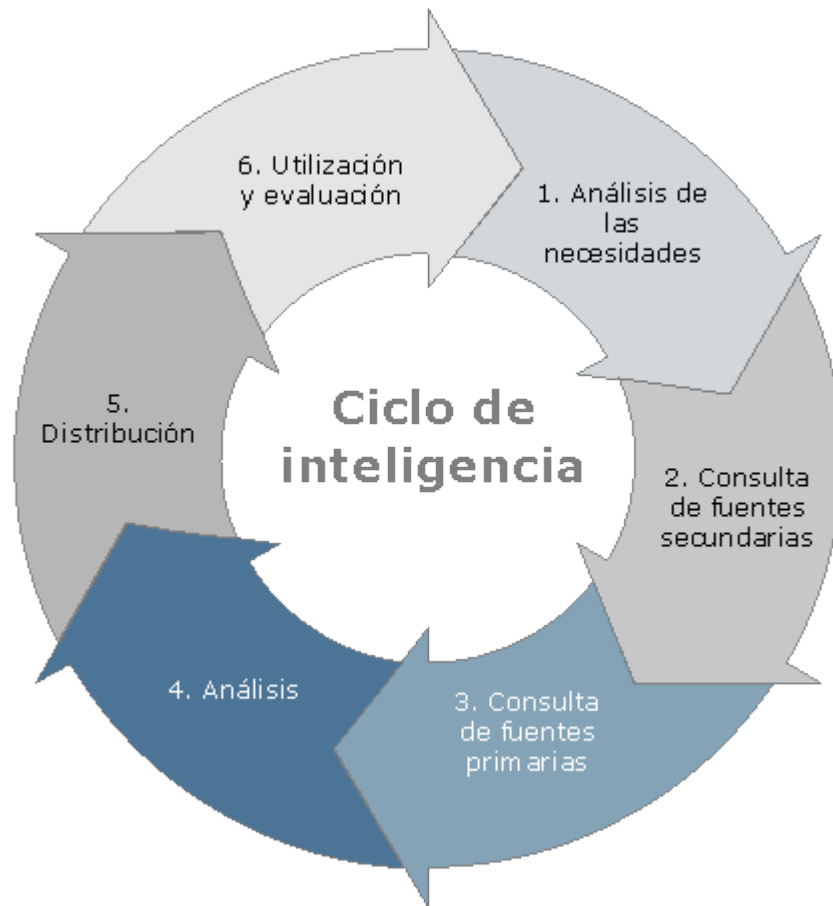 Ciclo de
inteligencia
1. Análisis de
las
necesidades
2. Consulta
de fuentes
secundarias
3. Consulta
de fuentes
primarias
4. Análisis
5.
Distribución
6. Utilización
y evaluación